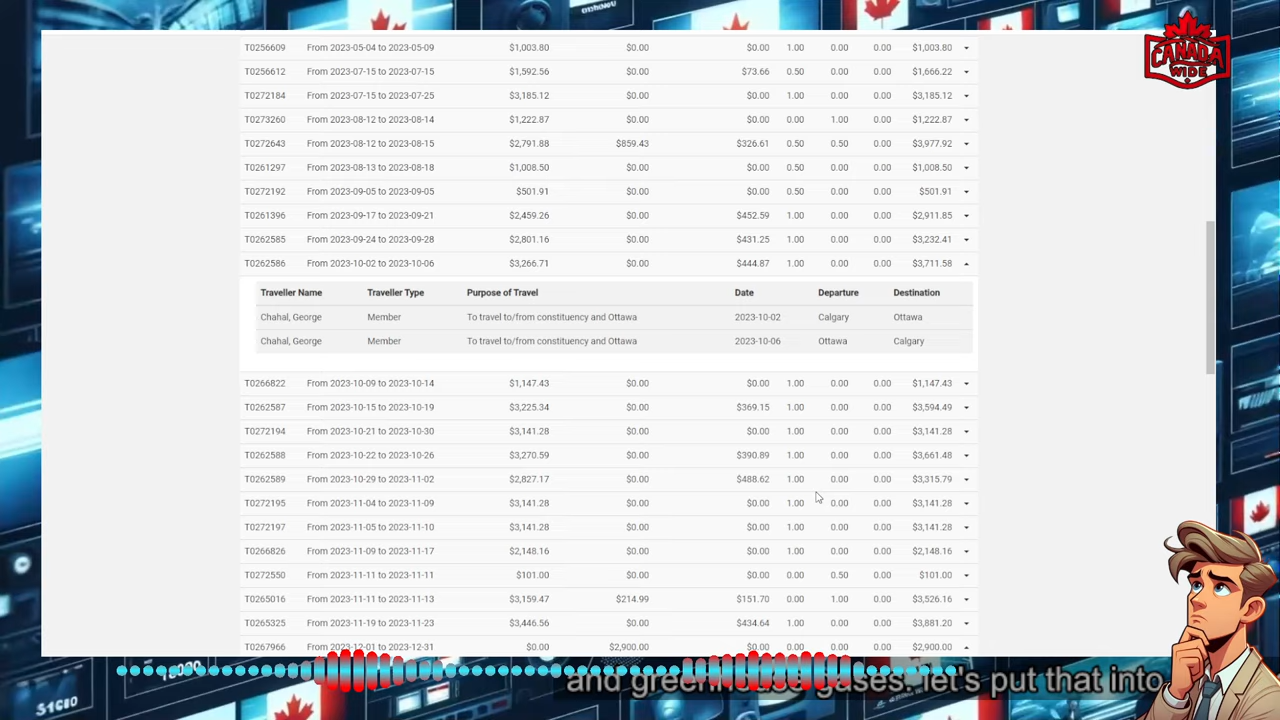 CANADA
WIDE
T0256609 From 2023-05-04 to 2023-05-09 $1,003.80 $0.00 $0.00 1.00 0.00 0.00 $1,003.80
T0256612 From 2023-07-15 to 2023-07-15 $1,592.56 $0.00 $73.66 0.50 0.00 0.00 $1,666.22
T0272184 From 2023-07-15 to 2023-07-25 $3,185.12 $0.00 $0.00 1.00 0.00 0.00 $3,185.12
T0273260 From 2023-08-12 to 2023-08-14 $1,222.87 $0.00 $0.00 0.00 1.00 0.00 $1,222.87
T0272643 From 2023-08-12 to 2023-08-15 $2,791.88 $859.43 $326.61 0.50 0.50 0.00 $3,977.92
T0261297 From 2023-08-13 to 2023-08-18 $1,008.50 $0.00 $0.00 0.50 0.00 0.00 $1,008.50
T0272192 From 2023-09-05 to 2023-09-05 $501.91 $0.00 $0.00 0.50 0.00 0.00 $501.91
T0261396 From 2023-09-17 to 2023-09-21 $2,459.26 $0.00 $452.59 1.00 0.00 0.00 $2,911.85
T0262585 From 2023-09-24 to 2023-09-28 $2,801.16 $0.00 $431.25 1.00 0.00 0.00 $3,232.41
T0262586 From 2023-10-02 to 2023-10-06 $3,266.71 $0.00 $444.87 1.00 0.00 0.00 $3,711.58
Traveller Name Traveller Type Purpose of Travel Date Departure Destination
Chahal, George Member To travel to/from constituency and Ottawa 2023-10-02 Calgary Ottawa
Chahal, George Member To travel to/from constituency and Ottawa 2023-10-06 Ottawa Calgary
T0266822 From 2023-10-09 to 2023-10-14 $1,147.43 $0.00 $0.00 1.00 0.00 0.00 $1,147.43
T0262587 From 2023-10-15 to 2023-10-19 $3,225.34 $0.00 $369.15 1.00 0.00 0.00 $3,594.49
T0272194 From 2023-10-21 to 2023-10-30 $3,141.28 $0.00 $0.00 1.00 0.00 0.00 $3,141.28
T0262588 From 2023-10-22 to 2023-10-26 $3,270.59 $0.00 $390.89 1.00 0.00 0.00 $3,661.48
T0262589 From 2023-10-29 to 2023-11-02 $2,827.17 $0.00 $488.62 1.00 0.00 0.00 $3,315.79
T0272195 From 2023-11-04 to 2023-11-09 $3,141.28 $0.00 $0.00 1.00 0.00 0.00 $3,141.28
T0272197 From 2023-11-05 to 2023-11-10 $3,141.28 $0.00 $0.00 1.00 0.00 0.00 $3,141.28
T0266826 From 2023-11-09 to 2023-11-17 $2,148.16 $0.00 $0.00 1.00 0.00 0.00 $2,148.16
T0272550 From 2023-11-11 to 2023-11-11 $101.00 $0.00 $0.00 0.00 0.50 0.00 $101.00
T0265016 From 2023-11-11 to 2023-11-13 $3,159.47 $214.99 $151.70 0.00 1.00 0.00 $3,526.16
T0265325 From 2023-11-19 to 2023-11-23 $3,446.56 $0.00 $434.64 1.00 0.00 0.00 $3,881.20
T0267966 From 2023-12-01 to 2023-12-31 $0.00 $2,900.00 $0.00 0.00 0.00 0.00 $2,900.00
and greenhouse gases. let's put that into